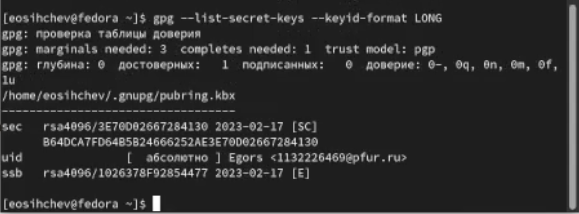 [eosihchev@fedora ~]$ gpg --list-secret-keys --keyid-format LONG
gpg: проверка таблицы доверия
gpg: marginals needed: 3  completes needed: 1  trust model: pgp
gpg: глубина: 0  достоверных:   1  подписанных:   0  доверие: 0-, 0q, 0n, 0m, 0f,
1u
/home/eosihchev/.gnupg/pubring.kbx
----------------------------------
sec   rsa4096/3E70D02667284130 2023-02-17 [SC]
      B64DCA7FD64B5B24666252AE3E70D02667284130
uid               [  абсолютно ] Egors <1132226469@pfur.ru>
ssb   rsa4096/1026378F92854477 2023-02-17 [E]
[eosihchev@fedora ~]$